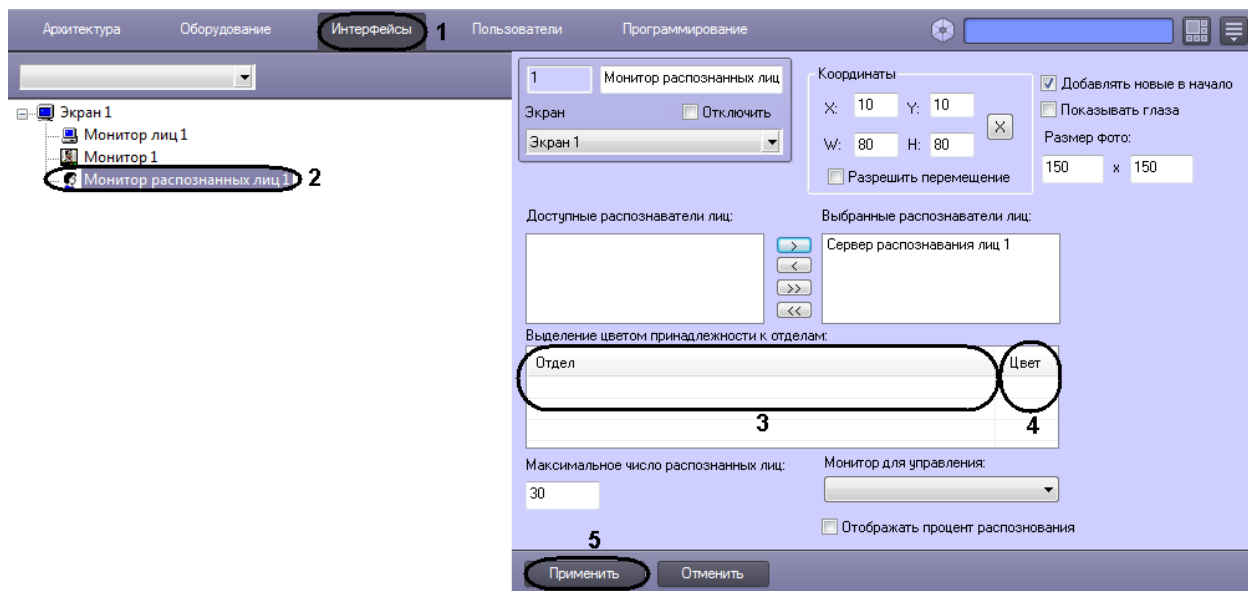 Архитектура Оборудование Интерфейсы 1 Пользователи Программирование
Экран 1
Монитор лиц 1
Монитор 1
Монитор распознанных лиц 1 2
1 Монитор распознанных лиц
Экран Отключить
Экран 1
Координаты
X: 10 Y: 10
X
W: 80 H: 80
Разрешить перемещение
Добавлять новые в начало
Показывать глаза
Размер фото:
150 x 150
Доступные распознаватели лиц:
>
<
>>
<<
Выбранные распознаватели лиц:
Сервер распознавания лиц 1
Выделение цветом принадлежности к отделам:
Отдел Цвет
3 4
Максимальное число распознанных лиц:
30
Монитор для управления:
Отображать процент распознования
5
Применить Отменить